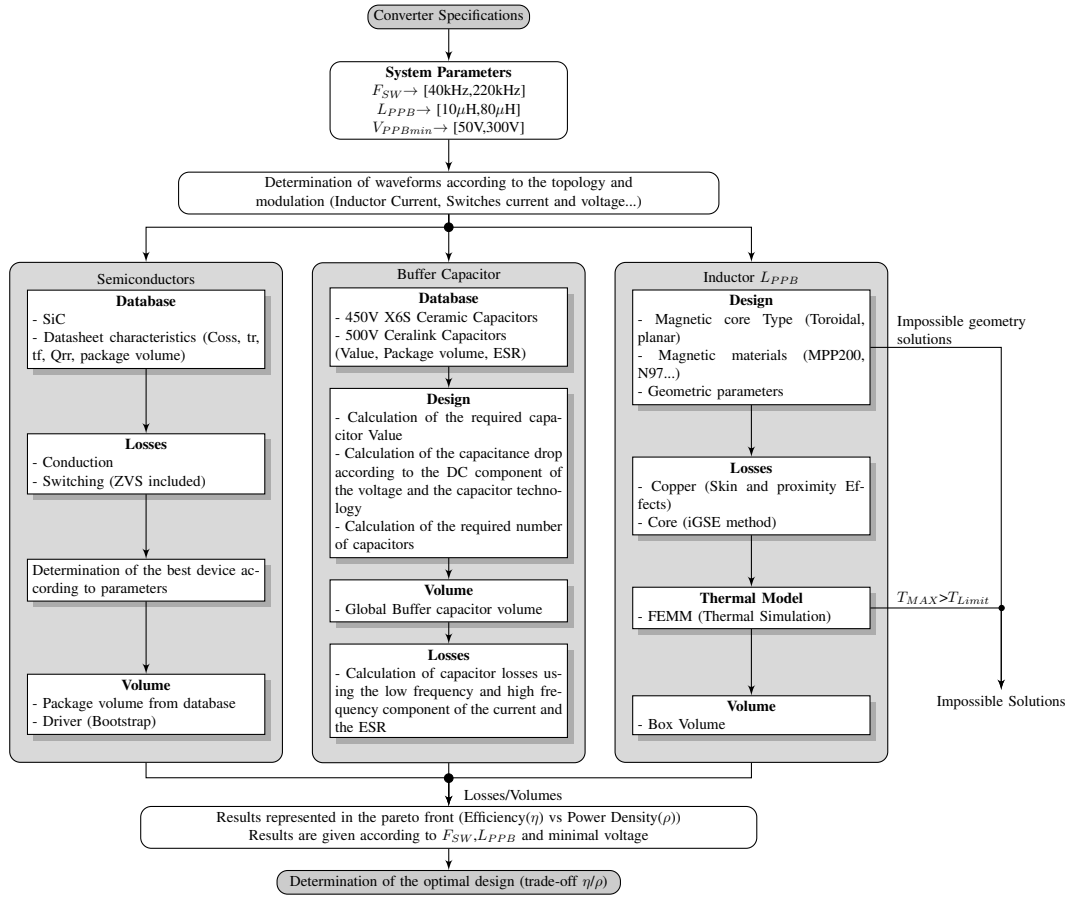 Converter Specifications
System Parameters
F_SW→ [40kHz,220kHz]
L_PPB→ [10μH,80μH]
V_PPBmin→ [50V,300V]
Determination of waveforms according to the topology and
modulation (Inductor Current, Switches current and voltage...)
Semiconductors
Database
- SiC
- Datasheet characteristics (Coss, tr,
tf, Qrr, package volume)
Losses
- Conduction
- Switching (ZVS included)
Determination of the best device ac-
cording to parameters
Volume
- Package volume from database
- Driver (Bootstrap)
Buffer Capacitor
Database
- 450V X6S Ceramic Capacitors
- 500V Ceralink Capacitors
(Value, Package volume, ESR)
Design
- Calculation of the required capa-
citor Value
- Calculation of the capacitance drop
according to the DC component of
the voltage and the capacitor techno-
logy
- Calculation of the required number
of capacitors
Volume
- Global Buffer capacitor volume
Losses
- Calculation of capacitor losses us-
ing the low frequency and high fre-
quency component of the current and
the ESR
Inductor L_PPB
Design
- Magnetic core Type (Toroidal,
planar)
- Magnetic materials (MPP200,
N97...)
- Geometric parameters
Losses
- Copper (Skin and proximity Ef-
fects)
- Core (iGSE method)
Thermal Model
- FEMM (Thermal Simulation)
Volume
- Box Volume
Impossible geometry
solutions
T_MAX>T_Limit
Impossible Solutions
Losses/Volumes
Results represented in the pareto front (Efficiency(η) vs Power Density(ρ))
Results are given according to F_SW,L_PPB and minimal voltage
Determination of the optimal design (trade-off η/ρ)